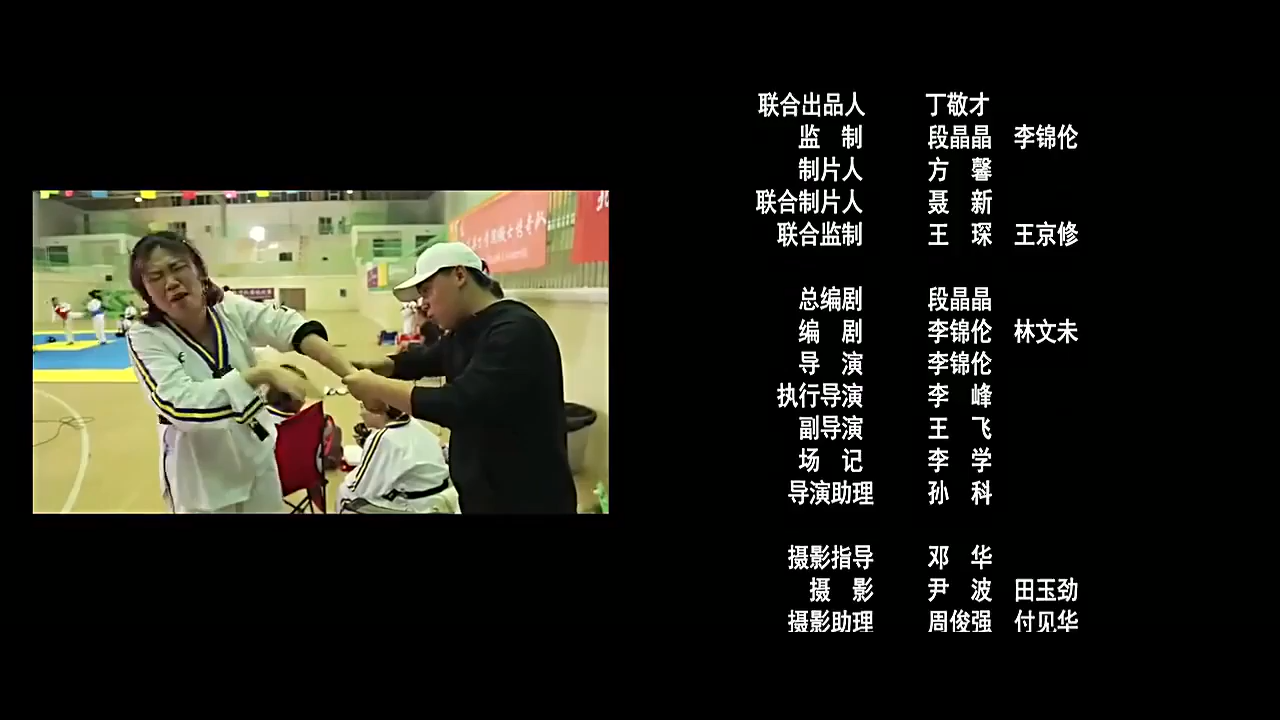 联合出品人 丁敬才
监 制 段晶晶 李锦伦
制片人 方 馨
联合制片人 聂 新
联合监制 王 琛 王京修
总编剧 段晶晶
编 剧 李锦伦 林文未
导 演 李锦伦
执行导演 李 峰
副导演 王 飞
场 记 李 学
导演助理 孙 科
摄影指导 邓 华
摄 影 尹 波 田玉劲
摄影助理 周俊强 付见华